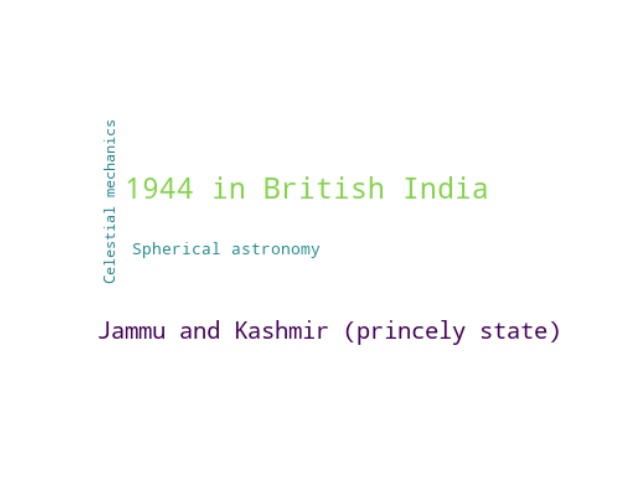 Celestial mechanics
1944 in British India
Spherical astronomy
Jammu and Kashmir (princely state)